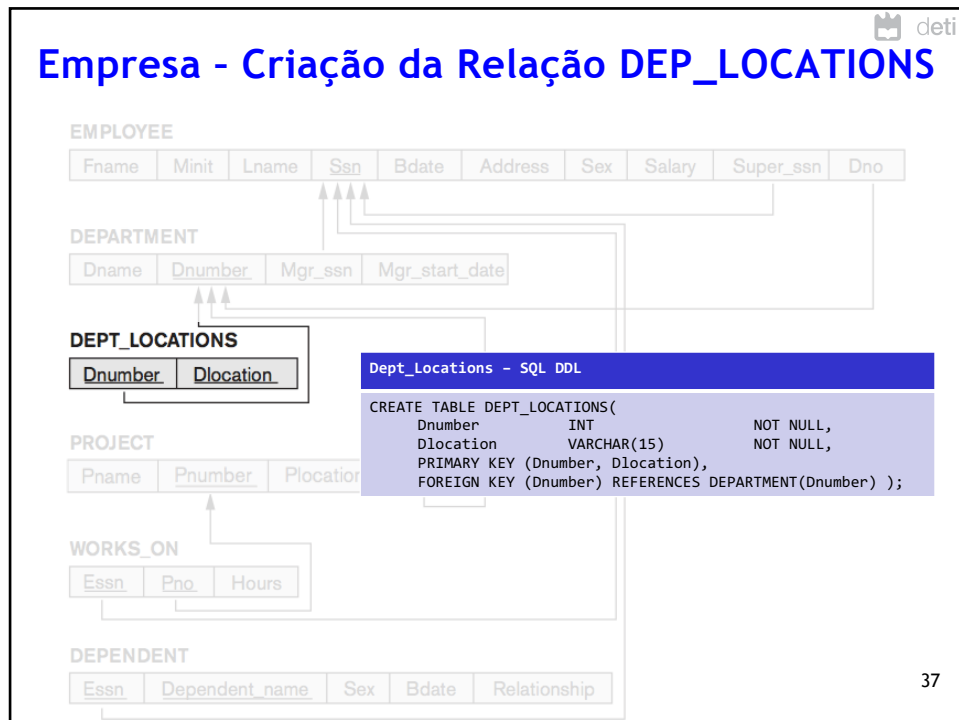 deti
Empresa – Criação da Relação DEP_LOCATIONS
EMPLOYEE
Fname Minit Lname Ssn Bdate Address Sex Salary Super_ssn Dno
DEPARTMENT
Dname Dnumber Mgr_ssn Mgr_start_date
DEPT_LOCATIONS
Dnumber Dlocation
Dept_Locations – SQL DDL
CREATE TABLE DEPT_LOCATIONS(
Dnumber INT NOT NULL,
Dlocation VARCHAR(15) NOT NULL,
PRIMARY KEY (Dnumber, Dlocation),
FOREIGN KEY (Dnumber) REFERENCES DEPARTMENT(Dnumber) );
PROJECT
Pname Pnumber Plocation
WORKS_ON
Essn Pno Hours
DEPENDENT
Essn Dependent_name Sex Bdate Relationship
37